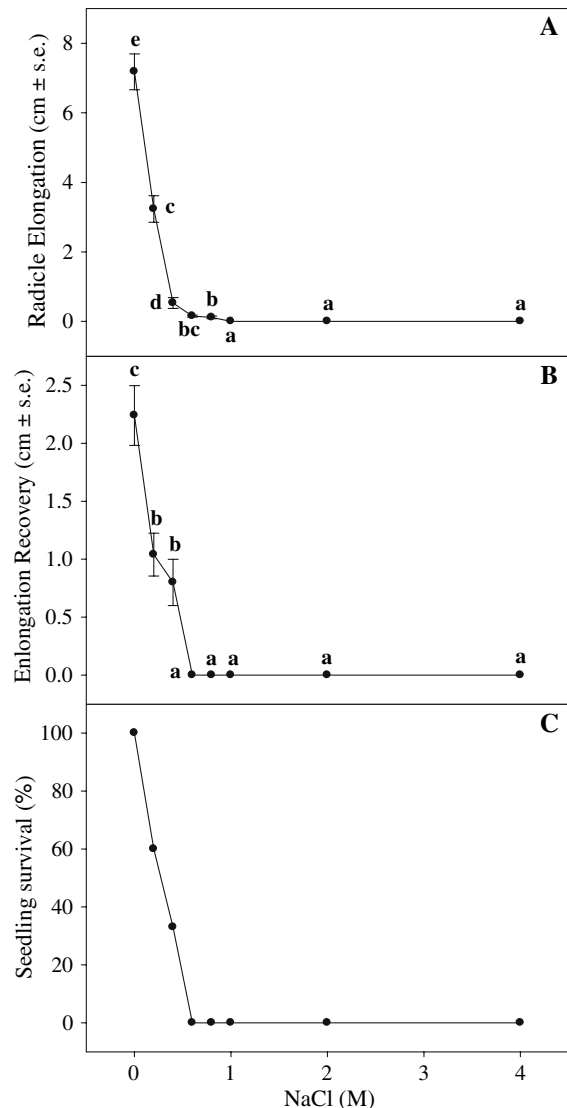 A
Radicle Elongation (cm ± s.e.)
8
6
4
2
0
e
c
d
bc
b
a
a
a
B
Enlongation Recovery (cm ± s.e.)
2.5
2.0
1.5
1.0
0.5
0.0
c
b
b
a
a
a
a
a
C
Seedling survival (%)
100
80
60
40
20
0
0 1 2 3 4
NaCl (M)